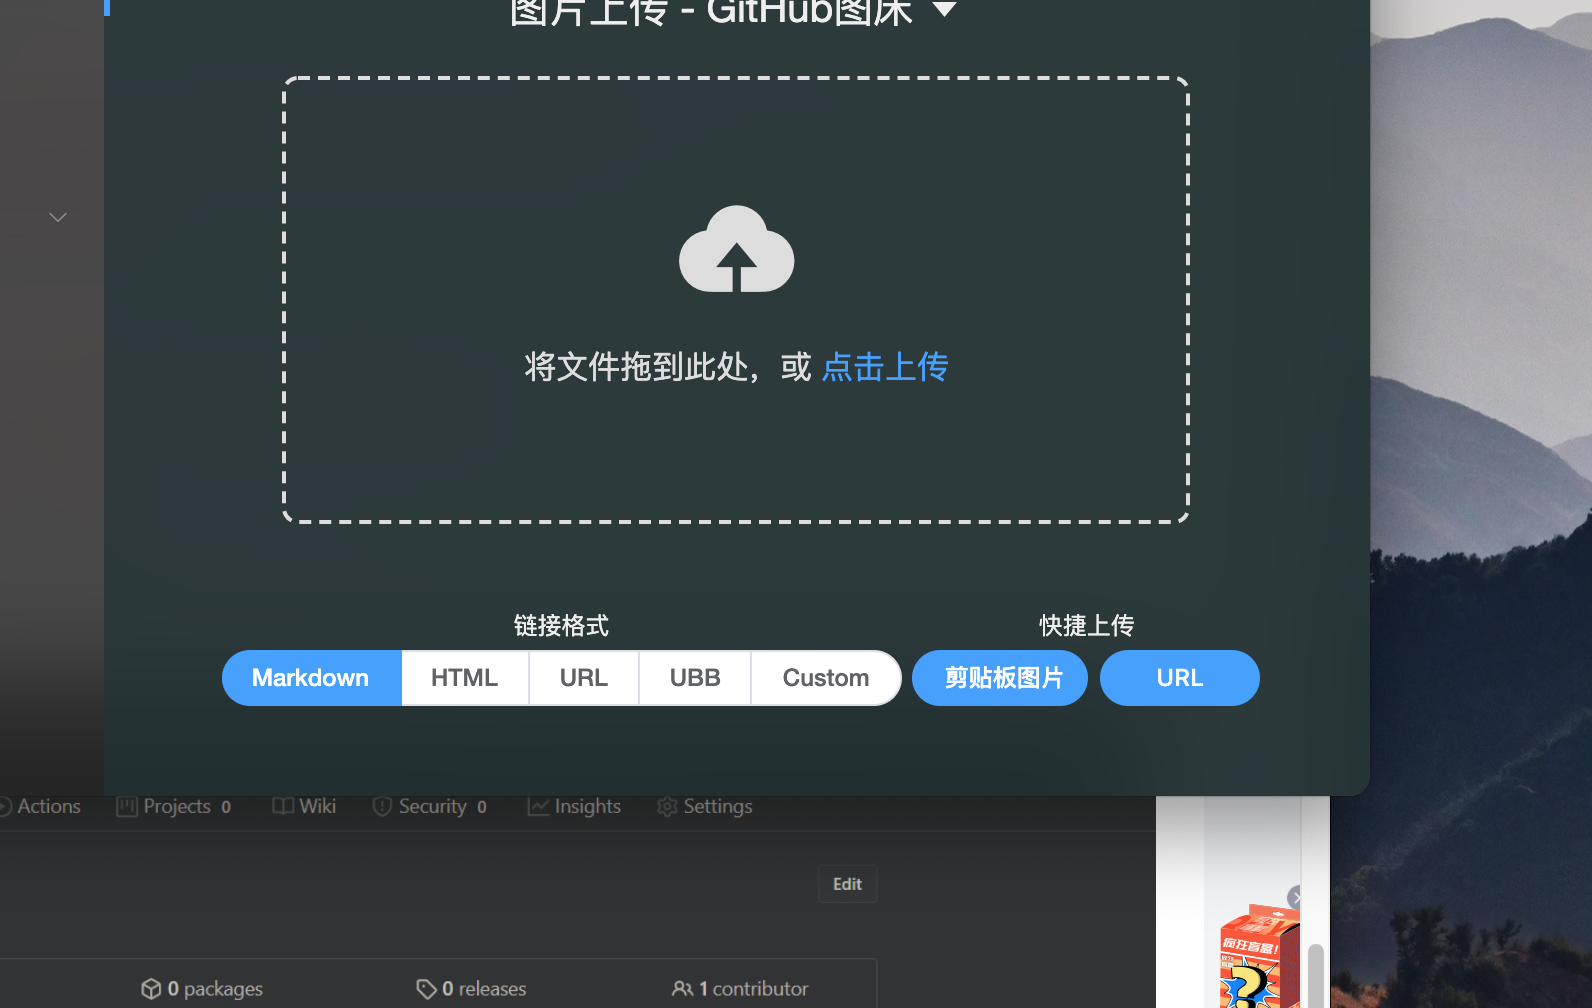 图片上传 - GitHub图床
将文件拖到此处，或 点击上传
链接格式
快捷上传
Markdown HTML URL UBB Custom
剪贴板图片 URL
Actions Projects 0 Wiki Security 0 Insights Settings
Edit
疯狂盲盒!
0 packages 0 releases 1 contributor